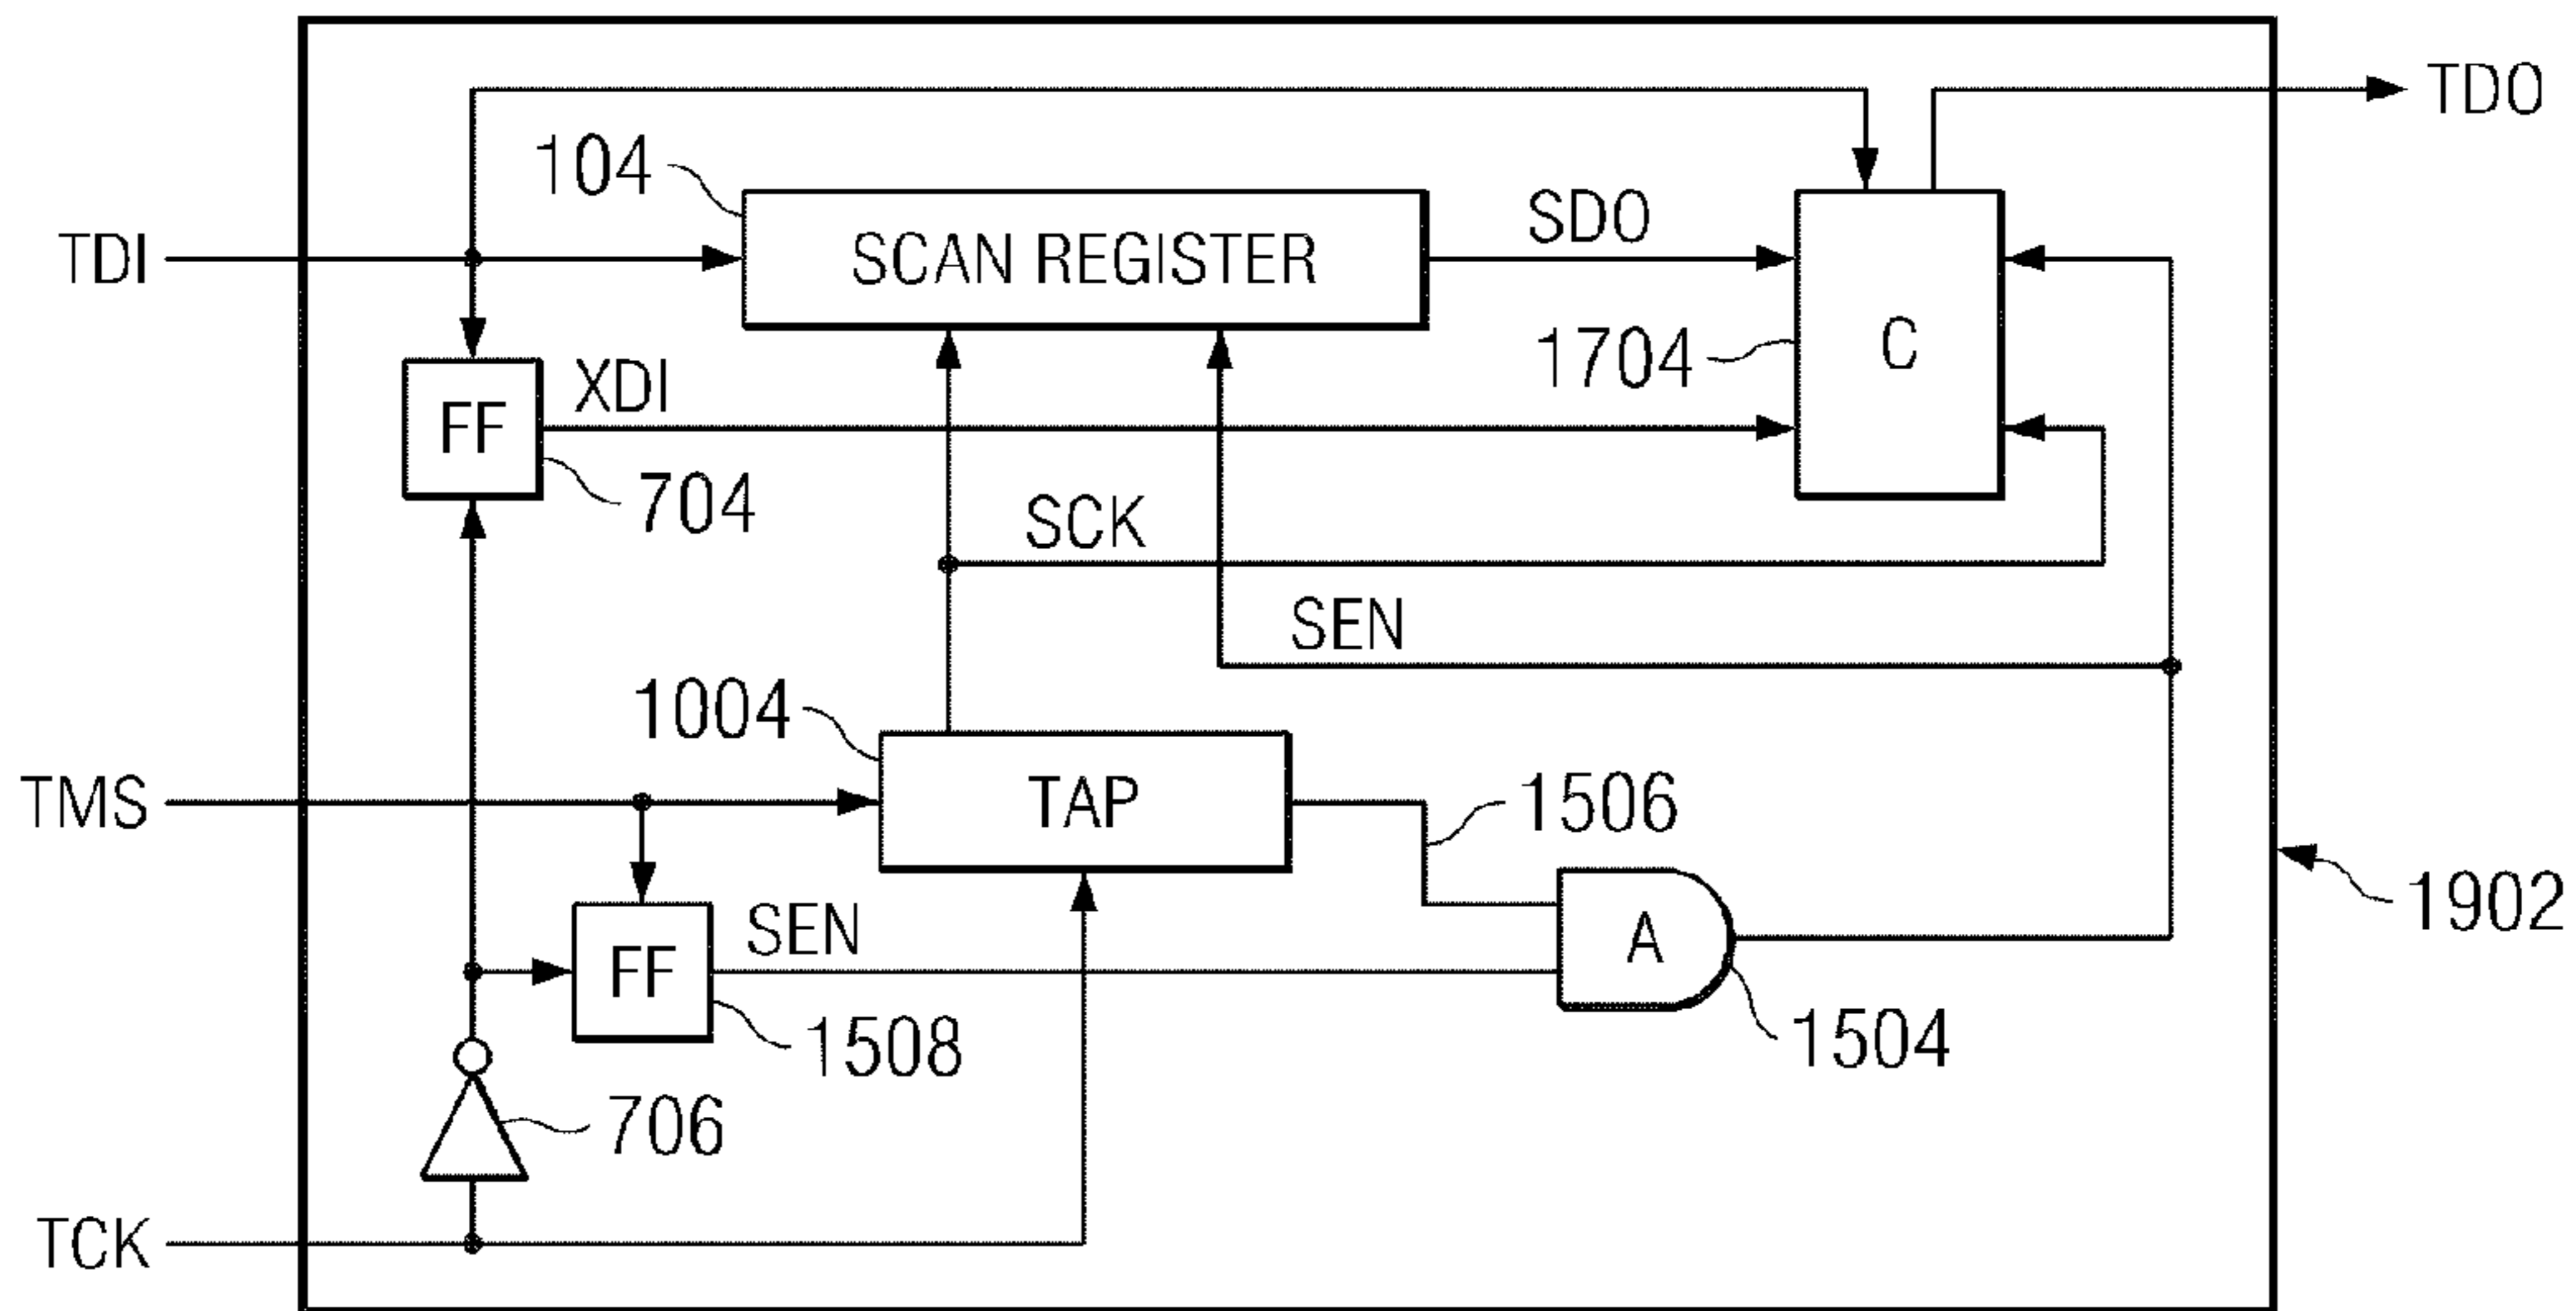 TDO
104
TDI
SCAN REGISTER
SDO
1704
C
FF
XDI
704
SCK
SEN
1004
TMS
TAP
1506
1902
SEN
A
FF
1508
1504
706
TCK